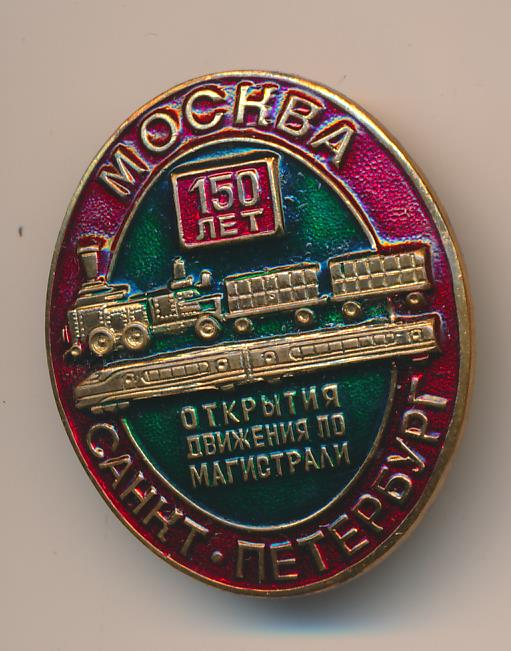 МОСКВА
150
ЛЕТ
ОТКРЫТИЯ
ДВИЖЕНИЯ ПО
МАГИСТРАЛИ
САНКТ·ПЕТЕРБУРГ